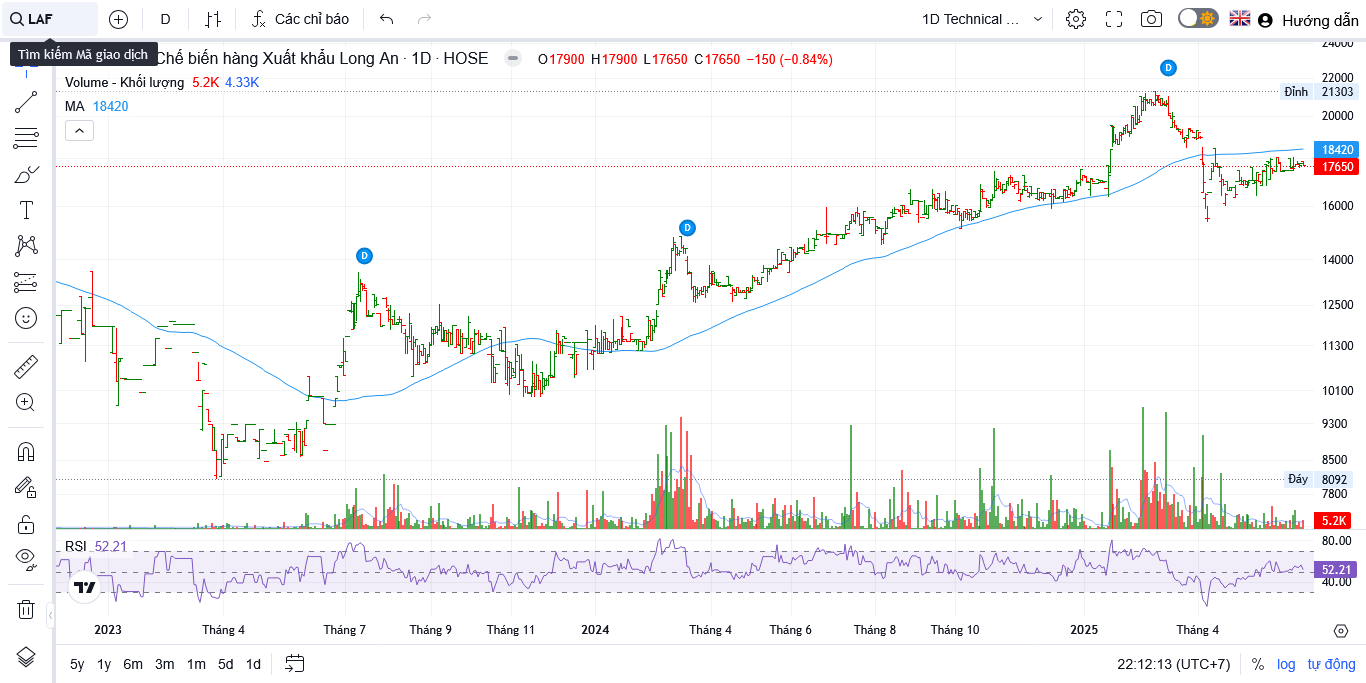 LAF D Các chỉ báo 1D Technical ... Hướng dẫn
Tìm kiếm Mã giao dịch
Chế biến hàng Xuất khẩu Long An · 1D · HOSE O17900 H17900 L17650 C17650 −150 (−0.84%)
Volume - Khối lượng 5.2K 4.33K
MA 18420
24000
22000
D
Đỉnh 21303
20000
18420
17650
16000
D
D
14000
12500
11300
10100
9300
8500
Đáy 8092
7800
5.2K
RSI 52.21
80.00
52.21
40.00
2023 Tháng 4 Tháng 7 Tháng 9 Tháng 11 2024 Tháng 4 Tháng 6 Tháng 8 Tháng 10 2025 Tháng 4
5y 1y 6m 3m 1m 5d 1d 22:12:13 (UTC+7) % log tự động